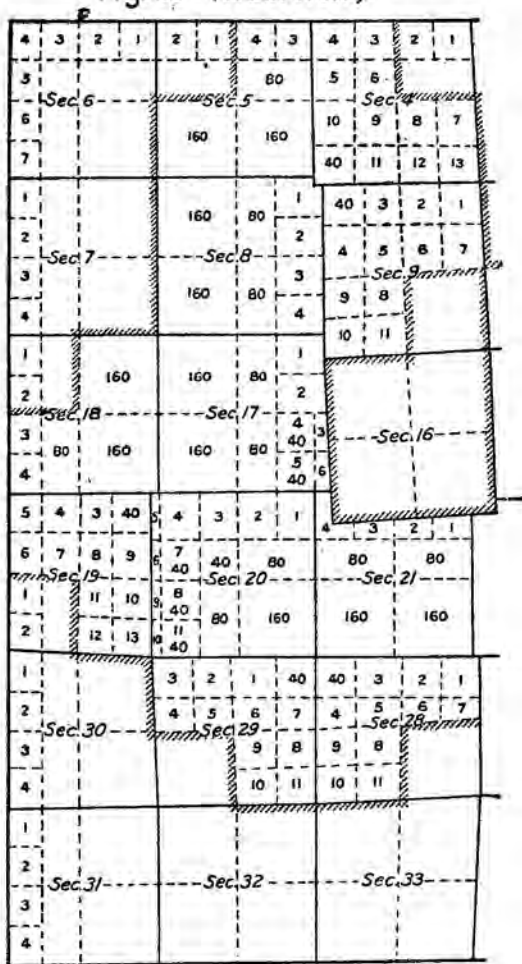 4 3 2 1 2 1 4 3 4 3 2 1
5 80 5 6
Sec. 6 Sec. 5 Sec. 4
6 160 160 10 9 8 7
7 40 11 12 13
1 160 80 1 40 3 2 1
2 2 4 5 6 7
Sec. 7 Sec. 8 Sec. 9
3 160 80 3 9 8
4 4 10 11
1 160 160 80 1
2 2
Sec. 18 Sec. 17 Sec. 16
3 4 40 3
80 160 160 80
4 5 40 6
5 4 3 40 5 4 3 2 1 4 3 2 1
6 7 8 9 6 7 40 40 80 80 80
Sec. 19 Sec. 20 Sec. 21
1 11 10 9 8 40
2 12 13 10 11 40 80 160 160 160
1 3 2 1 40 40 3 2 1
2 4 5 6 7 4 5 6 7
Sec. 30 Sec. 29 Sec. 28
3 9 8 9 8
4 10 11 10 11
1
2
Sec. 31 Sec. 32 Sec. 33
3
4